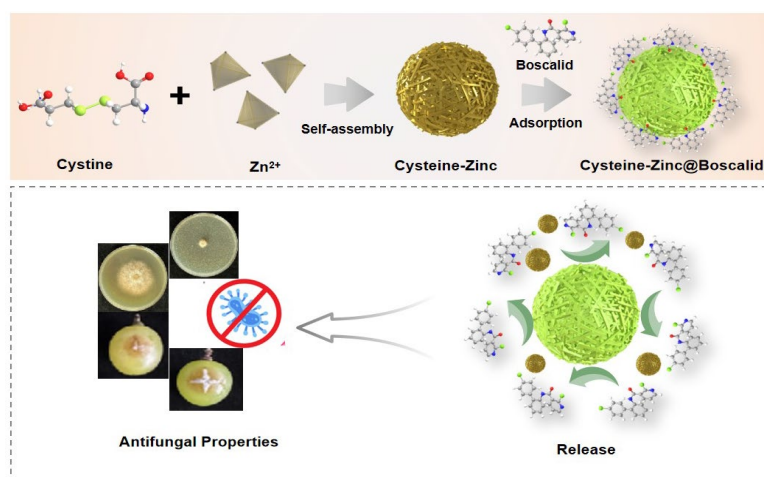 Boscalid
Self-assembly
Adsorption
Cystine
Zn²⁺
Cysteine-Zinc
Cysteine-Zinc@Boscalid
Antifungal Properties
Release